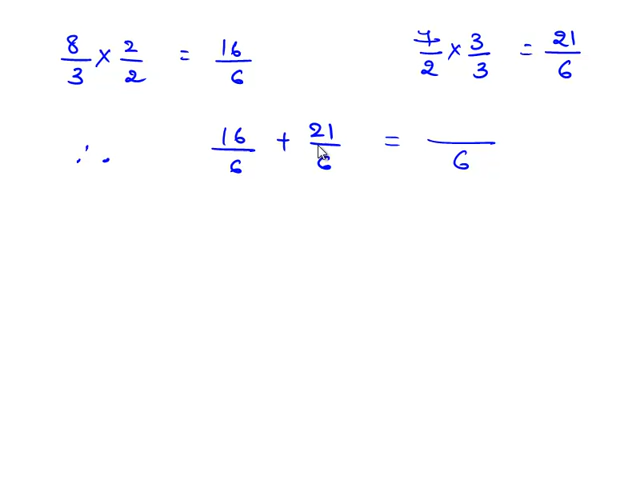 8/3 × 2/2 = 16/6    7/2 × 3/3 = 21/6
∴ 16/6 + 21/6 = /6